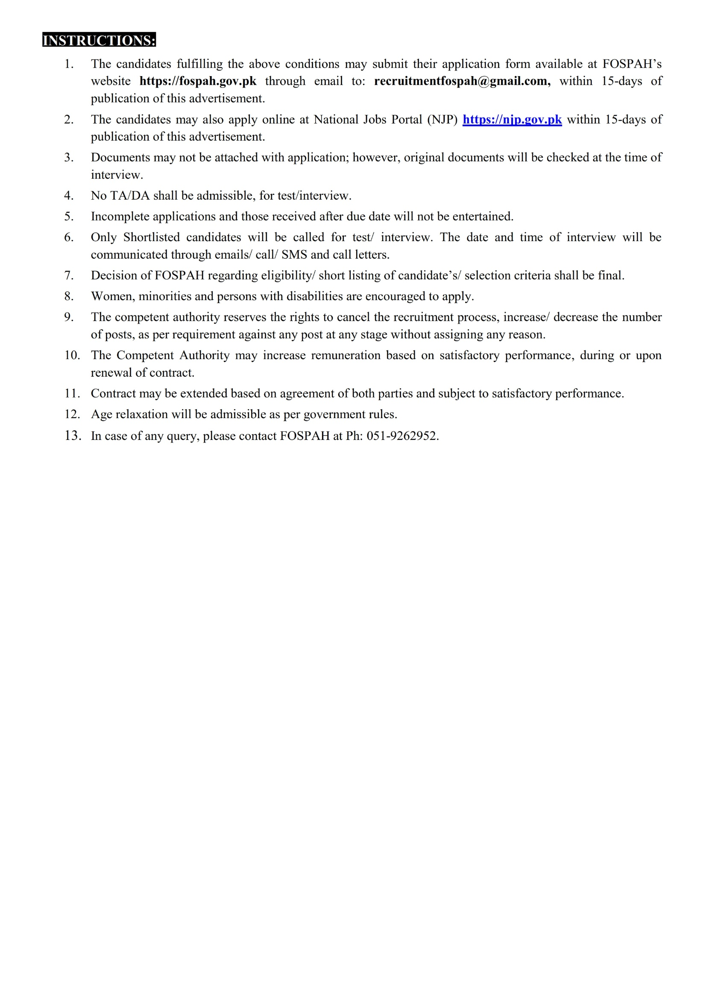 INSTRUCTIONS:
1. The candidates fulfilling the above conditions may submit their application form available at FOSPAH’s
website https://fospah.gov.pk through email to: recruitmentfospah@gmail.com, within 15-days of
publication of this advertisement.
2. The candidates may also apply online at National Jobs Portal (NJP) https://njp.gov.pk within 15-days of
publication of this advertisement.
3. Documents may not be attached with application; however, original documents will be checked at the time of
interview.
4. No TA/DA shall be admissible, for test/interview.
5. Incomplete applications and those received after due date will not be entertained.
6. Only Shortlisted candidates will be called for test/ interview. The date and time of interview will be
communicated through emails/ call/ SMS and call letters.
7. Decision of FOSPAH regarding eligibility/ short listing of candidate’s/ selection criteria shall be final.
8. Women, minorities and persons with disabilities are encouraged to apply.
9. The competent authority reserves the rights to cancel the recruitment process, increase/ decrease the number
of posts, as per requirement against any post at any stage without assigning any reason.
10. The Competent Authority may increase remuneration based on satisfactory performance, during or upon
renewal of contract.
11. Contract may be extended based on agreement of both parties and subject to satisfactory performance.
12. Age relaxation will be admissible as per government rules.
13. In case of any query, please contact FOSPAH at Ph: 051-9262952.